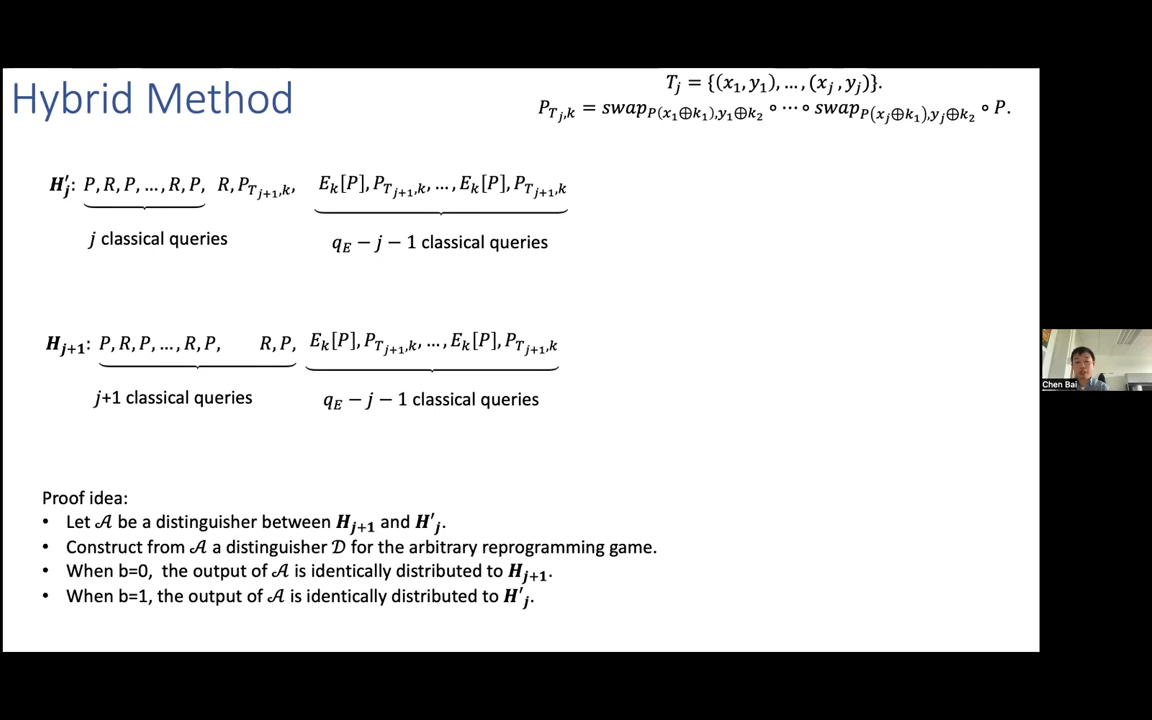 Hybrid Method
T_j = {(x_1, y_1), ..., (x_j, y_j)}.
P_{T_j,k} = swap_{P(x_1⊕k_1),y_1⊕k_2} ∘ ⋯ ∘ swap_{P(x_j⊕k_1),y_j⊕k_2} ∘ P.
H'_j: P, R, P, ..., R, P, R, P_{T_{j+1},k}, E_k[P], P_{T_{j+1},k}, ..., E_k[P], P_{T_{j+1},k}
j classical queries q_E − j − 1 classical queries
H_{j+1}: P, R, P, ..., R, P, R, P, E_k[P], P_{T_{j+1},k}, ..., E_k[P], P_{T_{j+1},k}
j+1 classical queries q_E − j − 1 classical queries
Chen Bai
Proof idea:
• Let 𝒜 be a distinguisher between H_{j+1} and H'_j.
• Construct from 𝒜 a distinguisher 𝒟 for the arbitrary reprogramming game.
• When b=0, the output of 𝒜 is identically distributed to H_{j+1}.
• When b=1, the output of 𝒜 is identically distributed to H'_j.